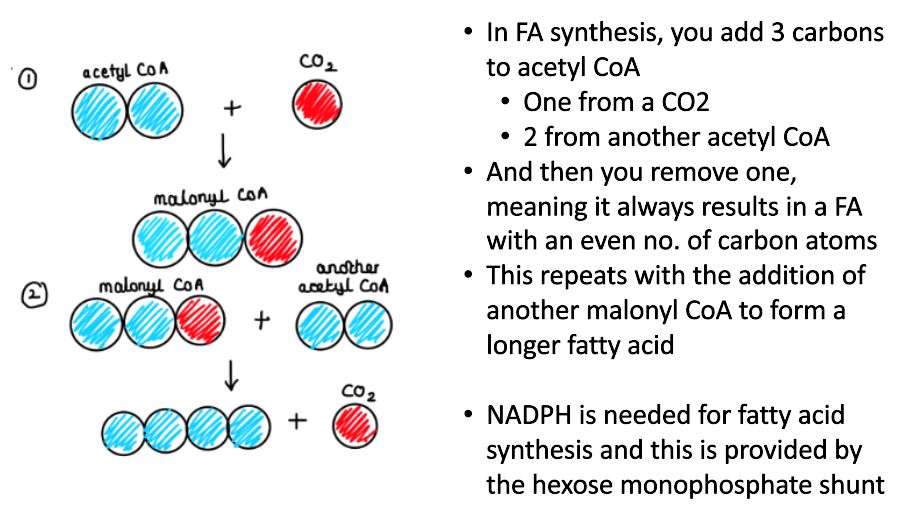 ① acetyl CoA + CO2
↓
malonyl CoA
② malonyl CoA + another
acetyl CoA
↓
+ CO2
• In FA synthesis, you add 3 carbons
to acetyl CoA
• One from a CO2
• 2 from another acetyl CoA
• And then you remove one,
meaning it always results in a FA
with an even no. of carbon atoms
• This repeats with the addition of
another malonyl CoA to form a
longer fatty acid
• NADPH is needed for fatty acid
synthesis and this is provided by
the hexose monophosphate shunt